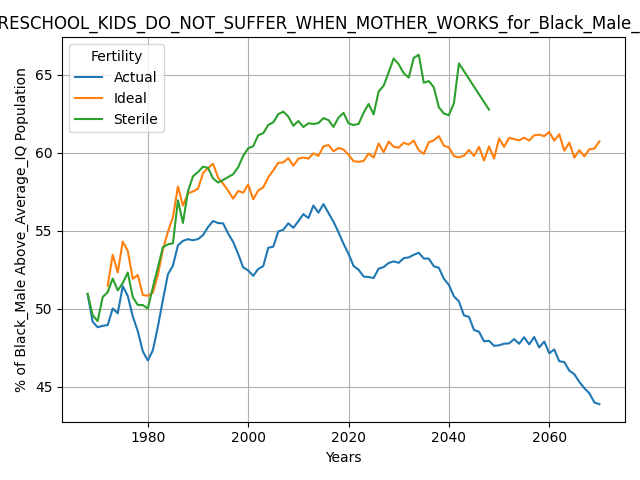 RESCHOOL_KIDS_DO_NOT_SUFFER_WHEN_MOTHER_WORKS_for_Black_Male_
Fertility
Actual
Ideal
Sterile
% of Black_Male Above_Average_IQ Population
65
60
55
50
45
1980
2000
2020
2040
2060
Years